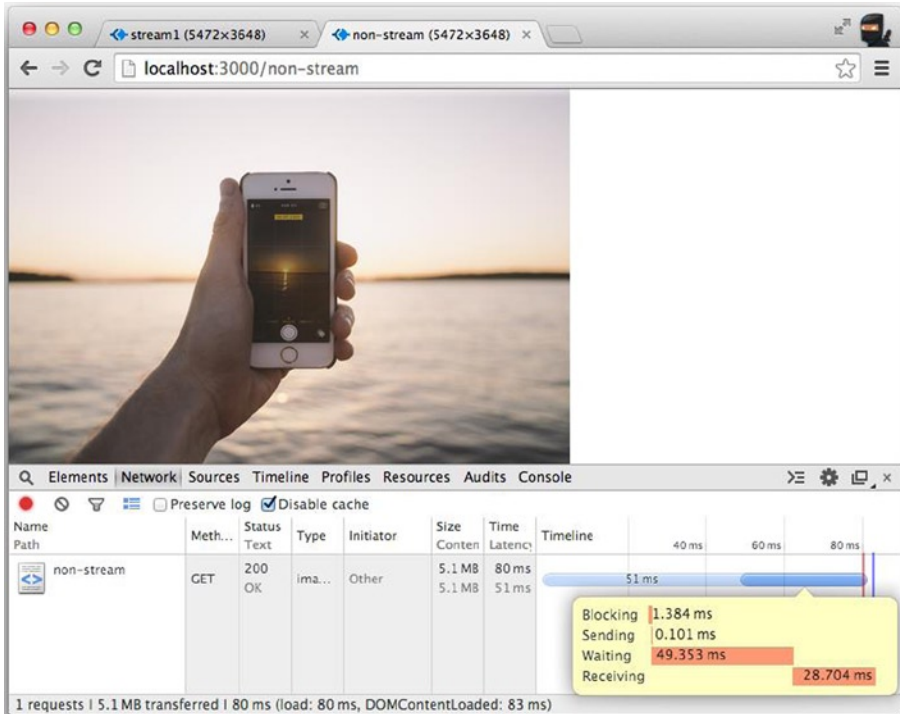 stream1 (5472×3648) ×
non-stream (5472×3648) ×
localhost:3000/non-stream
Elements Network Sources Timeline Profiles Resources Audits Console
Preserve log Disable cache
Name Path
Meth...
Status Text
Type
Initiator
Size Conten
Time Latency
Timeline
40 ms 60 ms 80 ms
non-stream
GET
200 OK
ima...
Other
5.1 MB 5.1 MB
80 ms 51 ms
51 ms
Blocking 1.384 ms
Sending 0.101 ms
Waiting 49.353 ms
Receiving 28.704 ms
1 requests | 5.1 MB transferred | 80 ms (load: 80 ms, DOMContentLoaded: 83 ms)